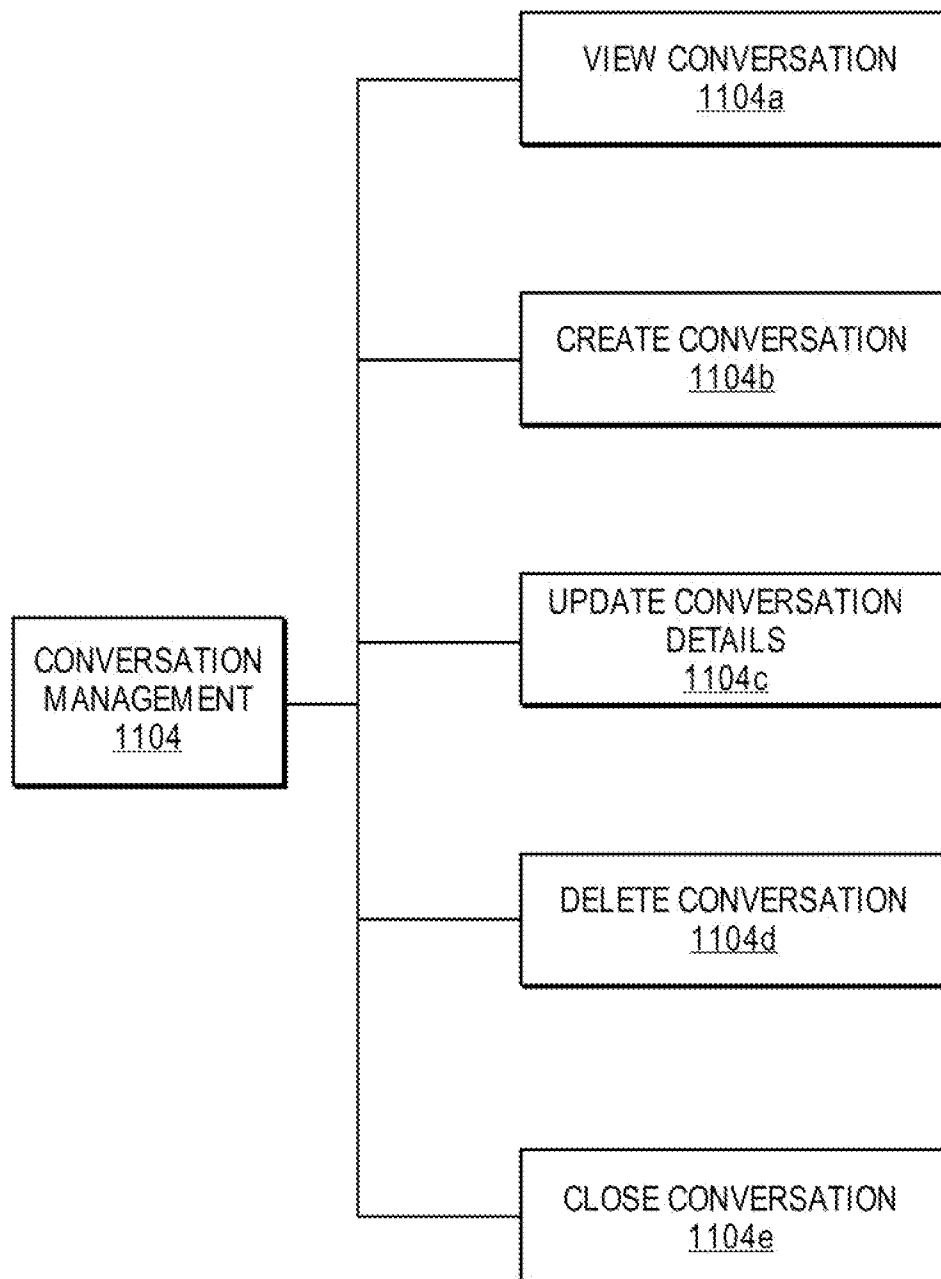 VIEW CONVERSATION
1104a
CREATE CONVERSATION
1104b
UPDATE CONVERSATION
DETAILS
1104c
CONVERSATION
MANAGEMENT
1104
DELETE CONVERSATION
1104d
CLOSE CONVERSATION
1104e